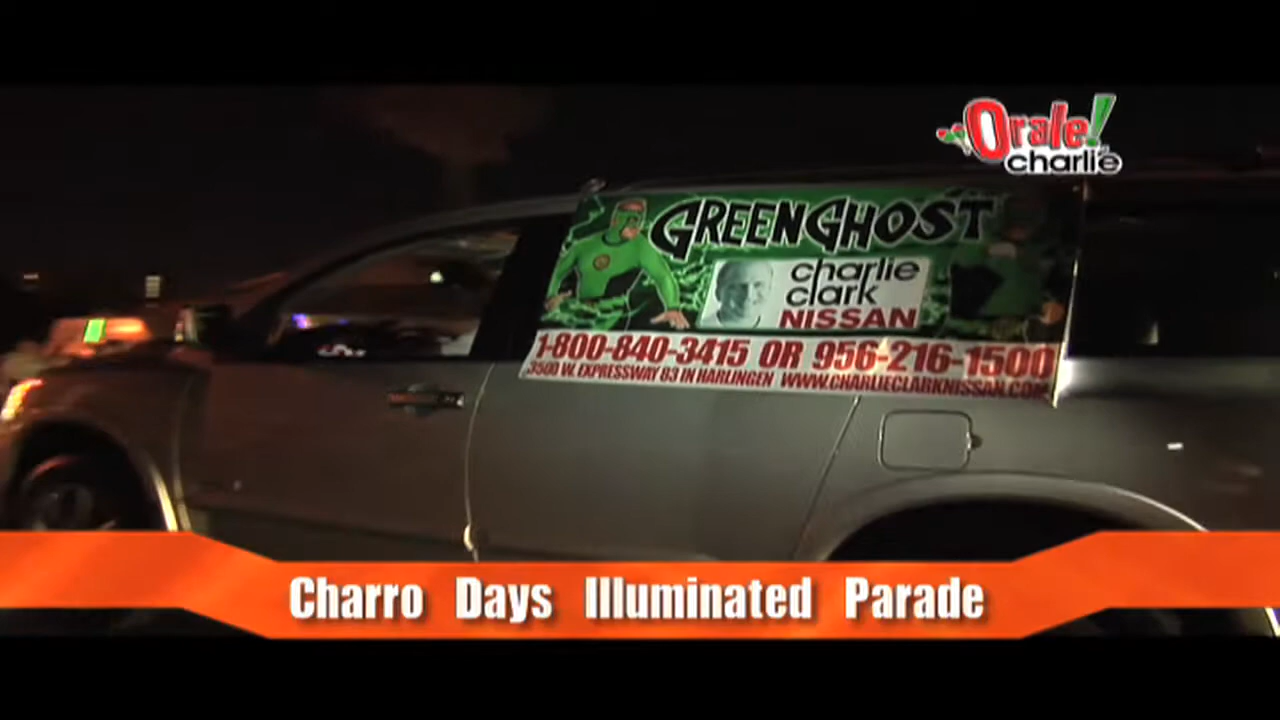 Orale!
charlie
GREEN GHOST
charlie
clark
NISSAN
1-800-840-3415 OR 956-216-1500
3500 W. EXPRESSWAY 83 IN HARLINGEN WWW.CHARLIECLARKNISSAN.COM
Charro Days Illuminated Parade